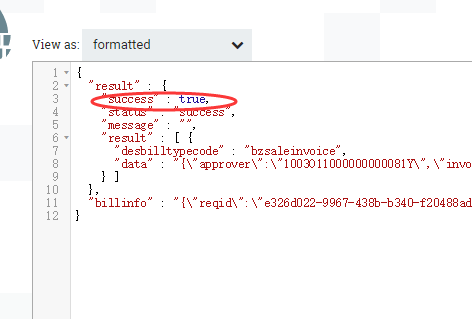 View as: formatted
1 {
2 "result" : {
3 "success" : true,
4 "status" : "success",
5 "message" : "",
6 "result" : [ {
7 "desbilltypecode" : "bzsaleinvoice",
8 "data" : "{\"approver\":\"1003011000000000081Y\",\"invo
9 } ]
10 },
11 "billinfo" : "{\"reqid\":\"e326d022-9967-438b-b340-f20488ad
12 }